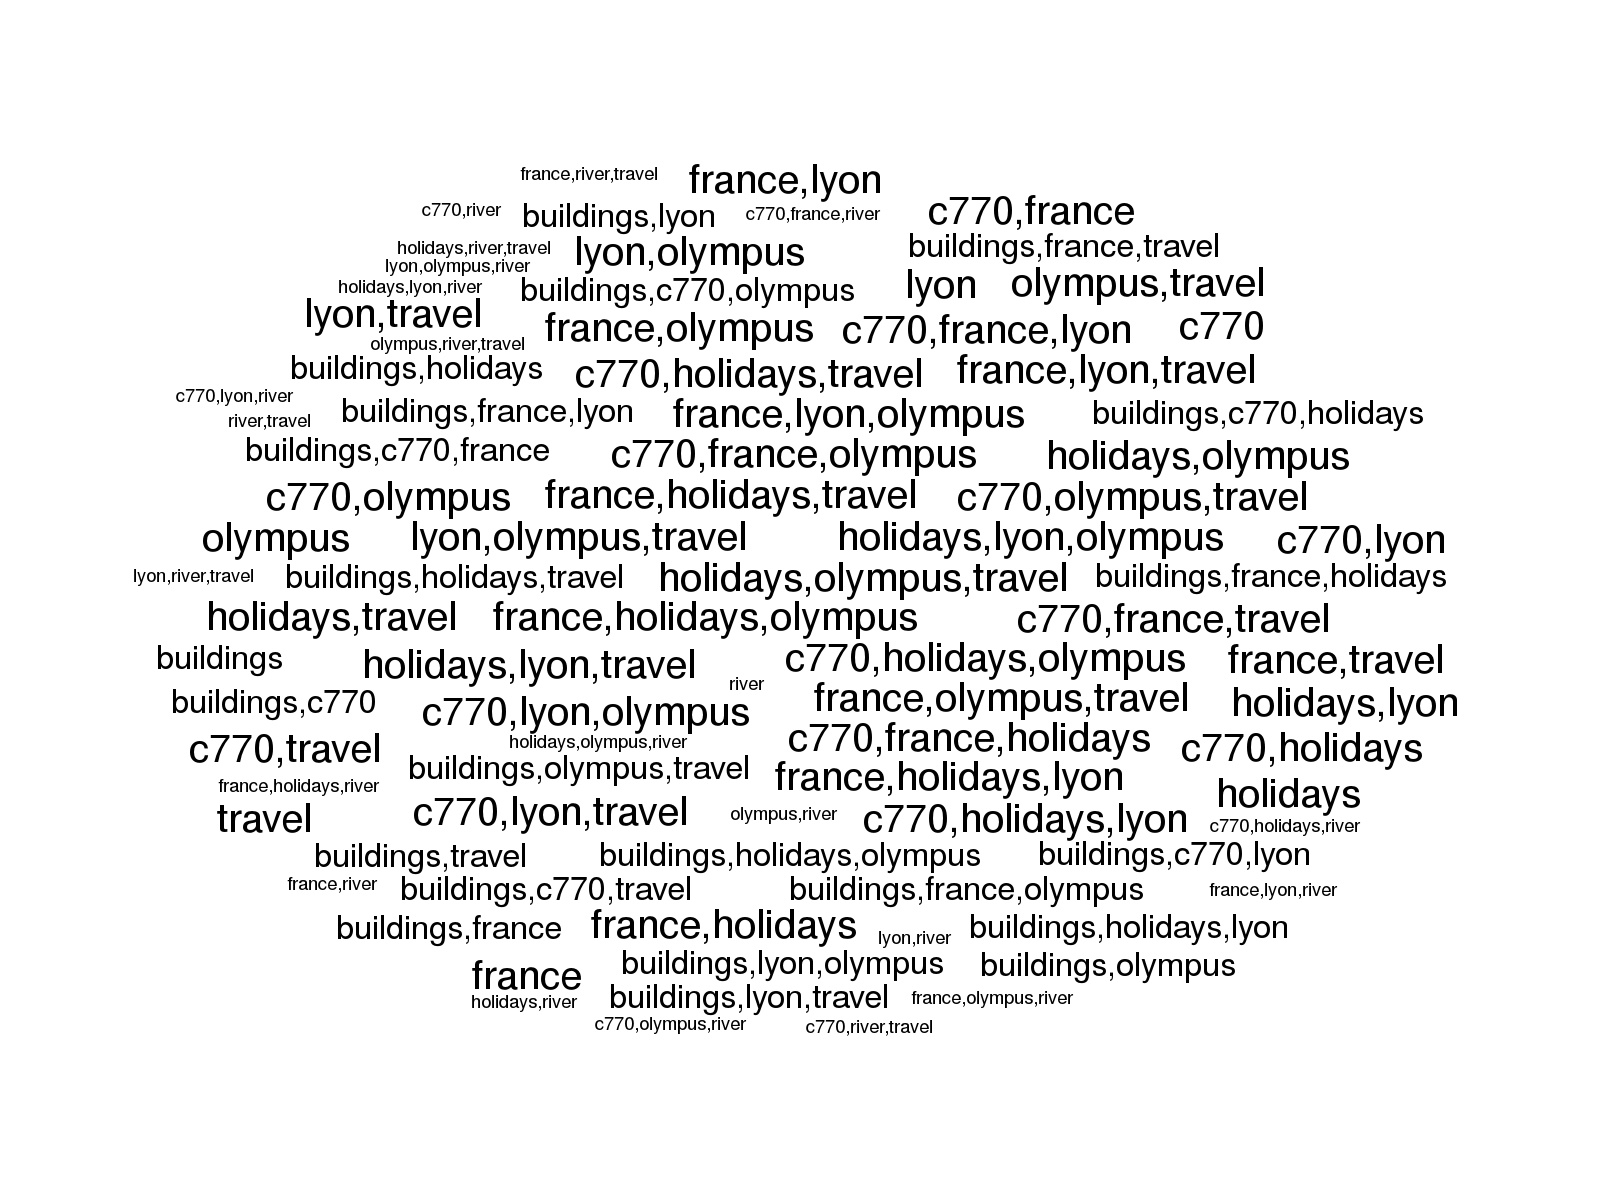 france,river,travel france,lyon
c770,river buildings,lyon c770,france,river c770,france
holidays,river,travel lyon,olympus buildings,france,travel
lyon,olympus,river
holidays,lyon,river buildings,c770,olympus lyon olympus,travel
lyon,travel france,olympus c770,france,lyon c770
olympus,river,travel
buildings,holidays c770,holidays,travel france,lyon,travel
c770,lyon,river
river,travel buildings,france,lyon france,lyon,olympus buildings,c770,holidays
buildings,c770,france c770,france,olympus holidays,olympus
c770,olympus france,holidays,travel c770,olympus,travel
olympus lyon,olympus,travel holidays,lyon,olympus c770,lyon
lyon,river,travel buildings,holidays,travel holidays,olympus,travel buildings,france,holidays
holidays,travel france,holidays,olympus c770,france,travel
buildings holidays,lyon,travel c770,holidays,olympus france,travel
river
buildings,c770 c770,lyon,olympus france,olympus,travel holidays,lyon
c770,travel holidays,olympus,river c770,france,holidays c770,holidays
buildings,olympus,travel france,holidays,lyon
france,holidays,river holidays
travel c770,lyon,travel olympus,river c770,holidays,lyon c770,holidays,river
buildings,travel buildings,holidays,olympus buildings,c770,lyon
france,river buildings,c770,travel buildings,france,olympus france,lyon,river
buildings,france france,holidays lyon,river buildings,holidays,lyon
france buildings,lyon,olympus buildings,olympus
holidays,river buildings,lyon,travel france,olympus,river
c770,olympus,river c770,river,travel